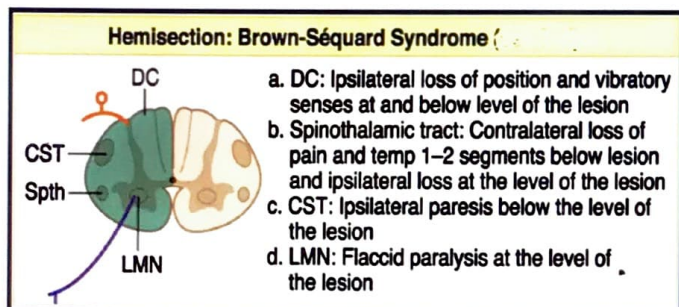 Hemisection: Brown-Séquard Syndrome (
DC
CST
Spth
LMN
a. DC: Ipsilateral loss of position and vibratory
senses at and below level of the lesion
b. Spinothalamic tract: Contralateral loss of
pain and temp 1–2 segments below lesion
and ipsilateral loss at the level of the lesion
c. CST: Ipsilateral paresis below the level of
the lesion
d. LMN: Flaccid paralysis at the level of
the lesion